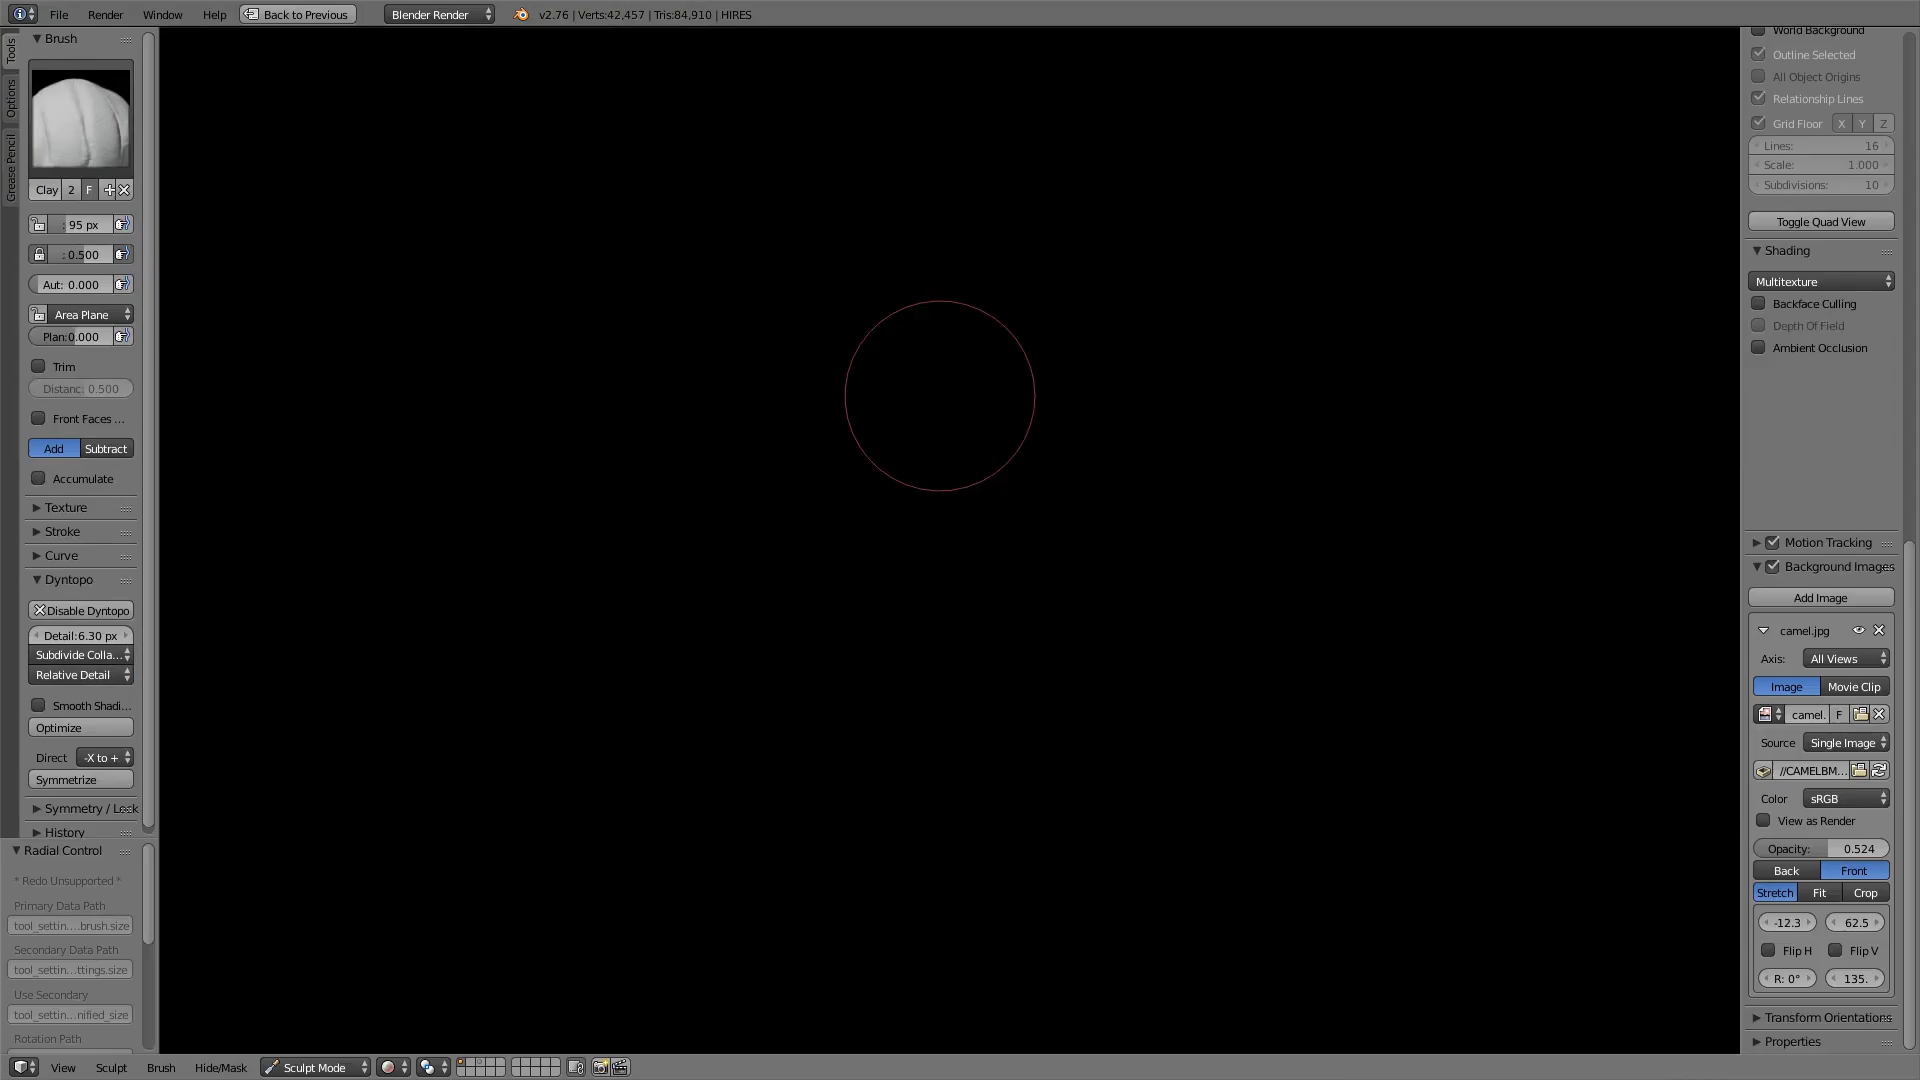 File Render Window Help Back to Previous Blender Render v2.76 | Verts:42,457 | Tris:84,910 | HIRES
Tools
Options
Grease Pencil
Brush
Clay 2 F
: 95 px
: 0.500
Aut: 0.000
Area Plane
Plan:0.000
Trim
Distanc: 0.500
Front Faces ...
Add Subtract
Accumulate
Texture
Stroke
Curve
Dyntopo
Disable Dyntopo
Detail:6.30 px
Subdivide Colla...
Relative Detail
Smooth Shadi...
Optimize
Direct -X to +
Symmetrize
Symmetry / Lock
History
Radial Control
* Redo Unsupported *
Primary Data Path
tool_settin....brush.size
Secondary Data Path
tool_settin...ttings.size
Use Secondary
tool_settin...nified_size
Rotation Path
World Background
Outline Selected
All Object Origins
Relationship Lines
Grid Floor X Y Z
Lines: 16
Scale: 1.000
Subdivisions: 10
Toggle Quad View
Shading
Multitexture
Backface Culling
Depth Of Field
Ambient Occlusion
Motion Tracking
Background Images
Add Image
camel.jpg
Axis: All Views
Image Movie Clip
camel. F
Source Single Image
//CAMELBM...
Color sRGB
View as Render
Opacity: 0.524
Back Front
Stretch Fit Crop
-12.3 62.5
Flip H Flip V
R: 0° 135.
Transform Orientations
Properties
View Sculpt Brush Hide/Mask Sculpt Mode